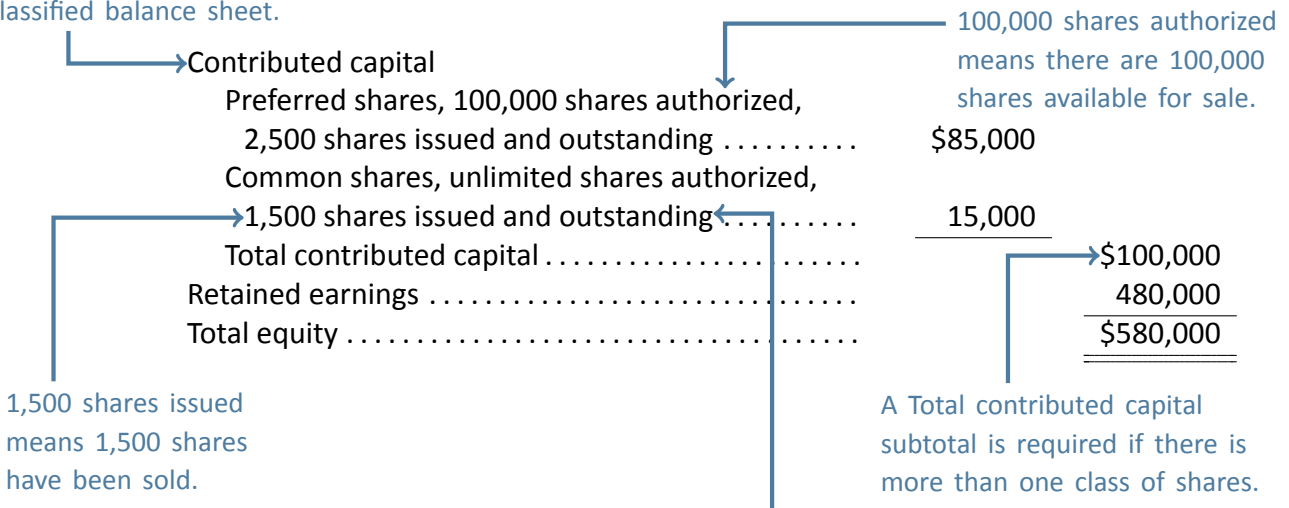 lassified balance sheet.
100,000 shares authorized
means there are 100,000
shares available for sale.
Contributed capital
Preferred shares, 100,000 shares authorized,
2,500 shares issued and outstanding .......... $85,000
Common shares, unlimited shares authorized,
1,500 shares issued and outstanding .......... 15,000
Total contributed capital ....................... $100,000
Retained earnings ............................... 480,000
Total equity ..................................... $580,000
1,500 shares issued
means 1,500 shares
have been sold.
A Total contributed capital
subtotal is required if there is
more than one class of shares.